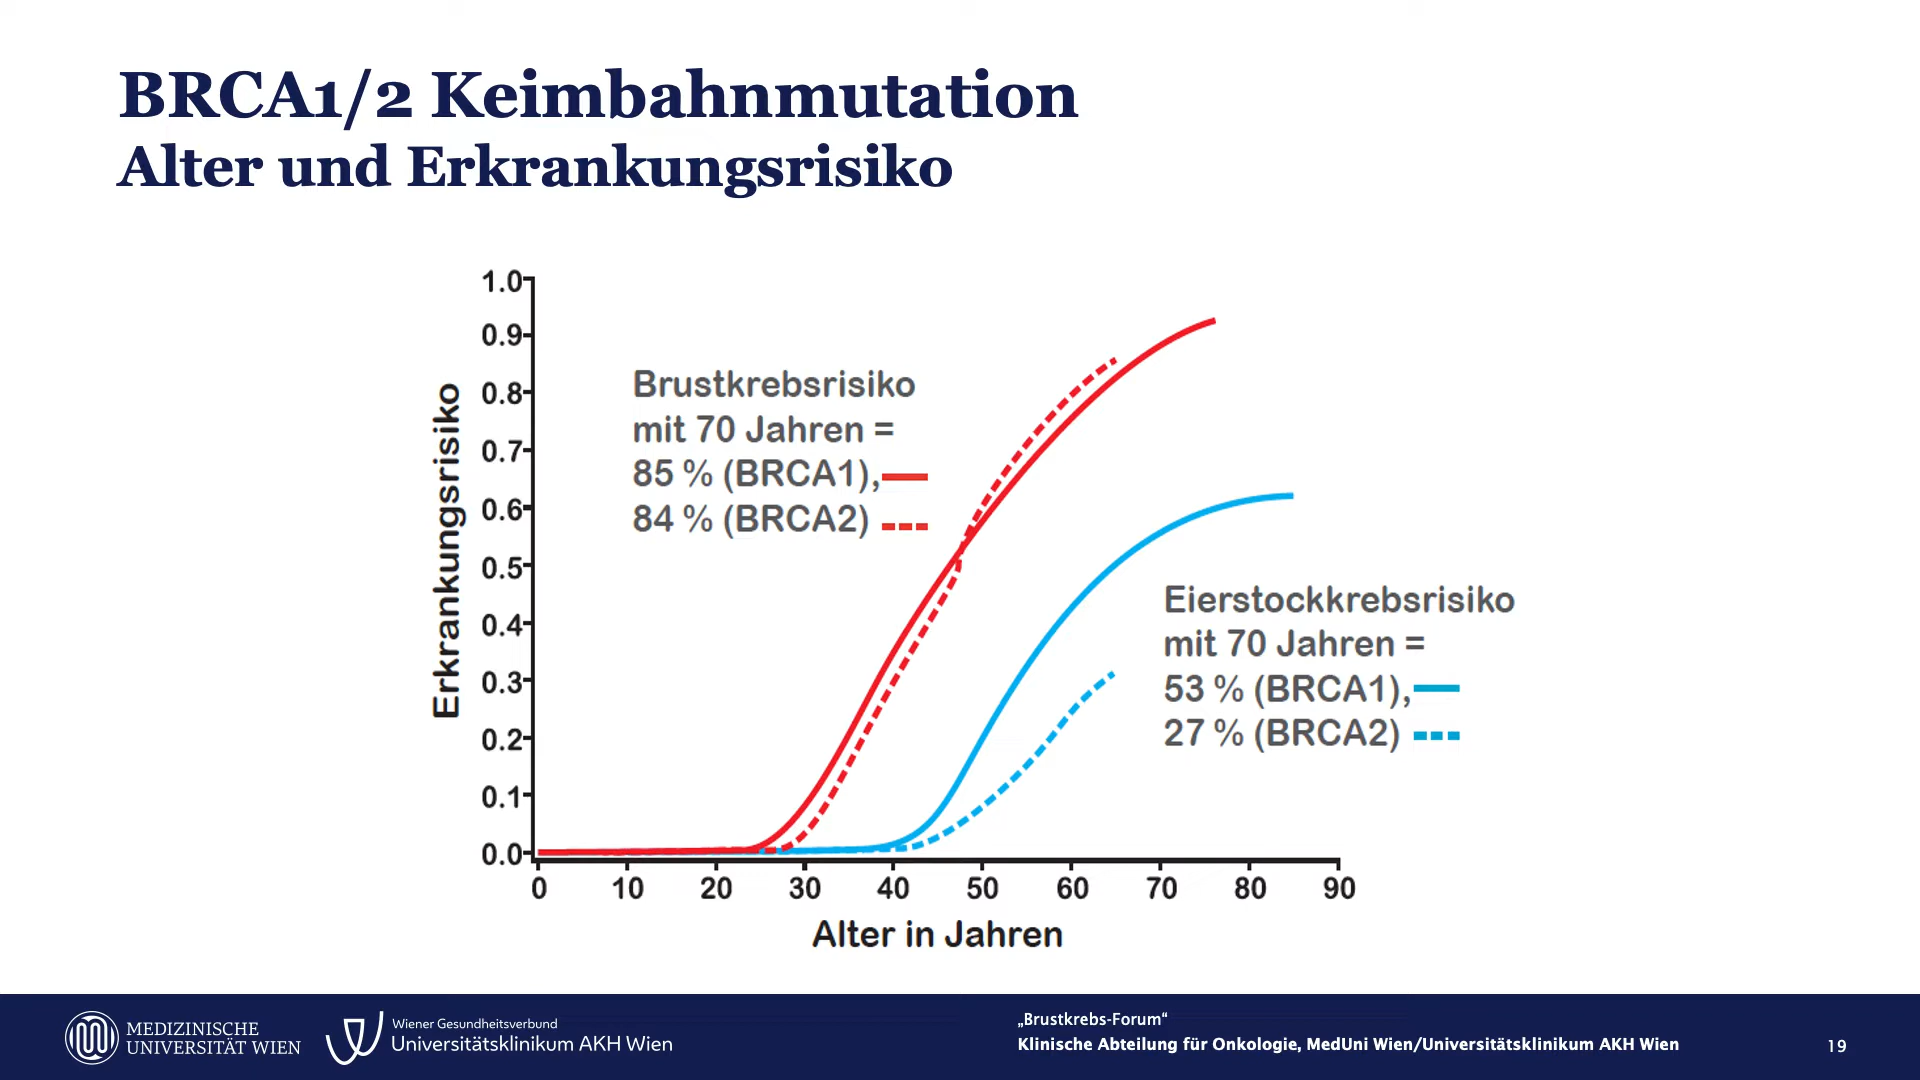 BRCA1/2 Keimbahnmutation
Alter und Erkrankungsrisiko
Erkrankungsrisiko
1.0
0.9
0.8
0.7
0.6
0.5
0.4
0.3
0.2
0.1
0.0
Brustkrebsrisiko
mit 70 Jahren =
85 % (BRCA1),
84 % (BRCA2)
Eierstockkrebsrisiko
mit 70 Jahren =
53 % (BRCA1),
27 % (BRCA2)
0 10 20 30 40 50 60 70 80 90
Alter in Jahren
MEDIZINISCHE
UNIVERSITÄT WIEN
Wiener Gesundheitsverbund
Universitätsklinikum AKH Wien
„Brustkrebs-Forum“
Klinische Abteilung für Onkologie, MedUni Wien/Universitätsklinikum AKH Wien
19